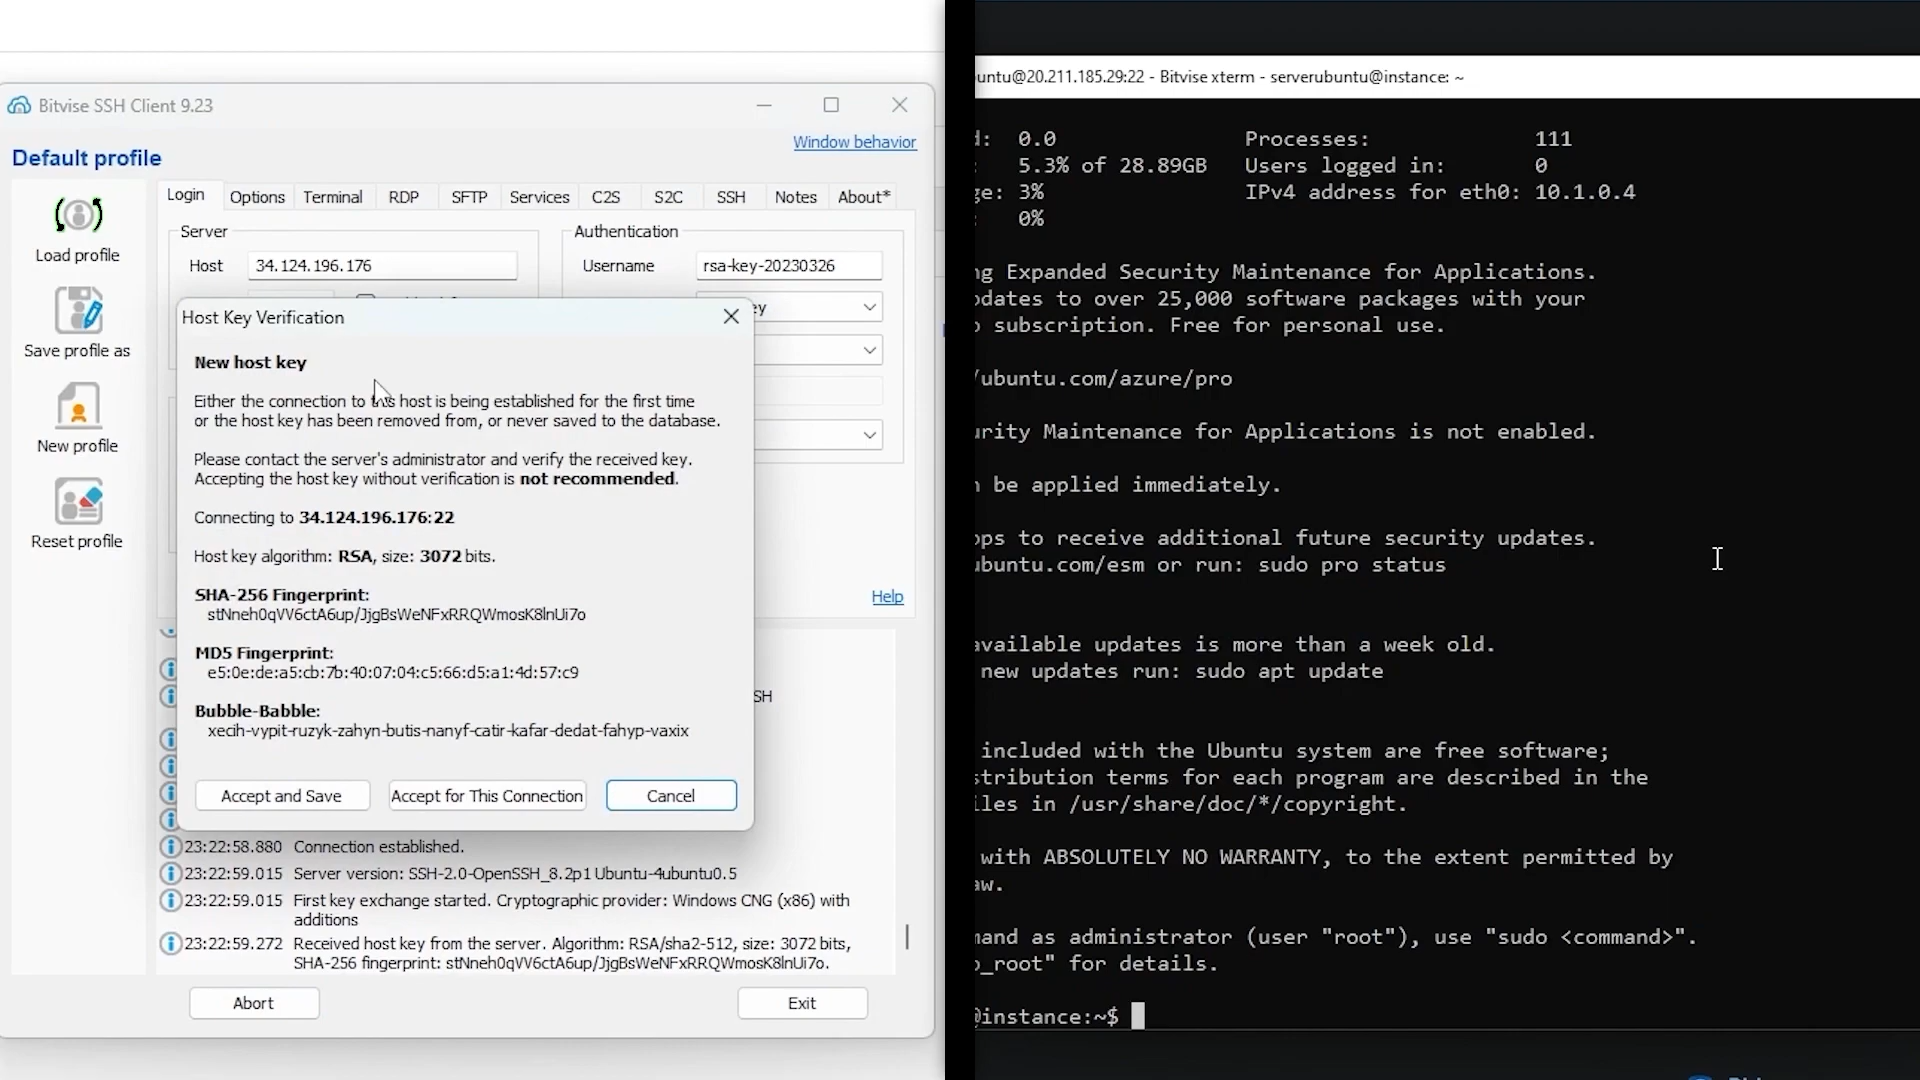 Bitvise SSH Client 9.23
Window behavior
Default profile
Load profile
Save profile as
New profile
Reset profile
Login Options Terminal RDP SFTP Services C2S S2C SSH Notes About*
Server
Host 34.124.196.176
Authentication
Username rsa-key-20230326
Host Key Verification
New host key
Either the connection to this host is being established for the first time
or the host key has been removed from, or never saved to the database.
Please contact the server's administrator and verify the received key.
Accepting the host key without verification is not recommended.
Connecting to 34.124.196.176:22
Host key algorithm: RSA, size: 3072 bits.
SHA-256 Fingerprint:
stNneh0qVV6ctA6up/JjgBsWeNFxRRQWmosK8lnUi7o
MD5 Fingerprint:
e5:0e:de:a5:cb:7b:40:07:04:c5:66:d5:a1:4d:57:c9
Bubble-Babble:
xecih-vypit-ruzyk-zahyn-butis-nanyf-catir-kafar-dedat-fahyp-vaxix
Accept and Save Accept for This Connection Cancel
Help
SH
23:22:58.880 Connection established.
23:22:59.015 Server version: SSH-2.0-OpenSSH_8.2p1 Ubuntu-4ubuntu0.5
23:22:59.015 First key exchange started. Cryptographic provider: Windows CNG (x86) with
additions
23:22:59.272 Received host key from the server. Algorithm: RSA/sha2-512, size: 3072 bits,
SHA-256 fingerprint: stNneh0qVV6ctA6up/JjgBsWeNFxRRQWmosK8lnUi7o.
Abort Exit
untu@20.211.185.29:22 - Bitvise xterm - serverubuntu@instance: ~
d: 0.0 Processes: 111
: 5.3% of 28.89GB Users logged in: 0
ge: 3% IPv4 address for eth0: 10.1.0.4
: 0%
ng Expanded Security Maintenance for Applications.
pdates to over 25,000 software packages with your
o subscription. Free for personal use.
/ubuntu.com/azure/pro
urity Maintenance for Applications is not enabled.
n be applied immediately.
pps to receive additional future security updates.
ubuntu.com/esm or run: sudo pro status
available updates is more than a week old.
new updates run: sudo apt update
included with the Ubuntu system are free software;
stribution terms for each program are described in the
iles in /usr/share/doc/*/copyright.
with ABSOLUTELY NO WARRANTY, to the extent permitted by
aw.
mand as administrator (user "root"), use "sudo <command>".
o_root" for details.
@instance:~$